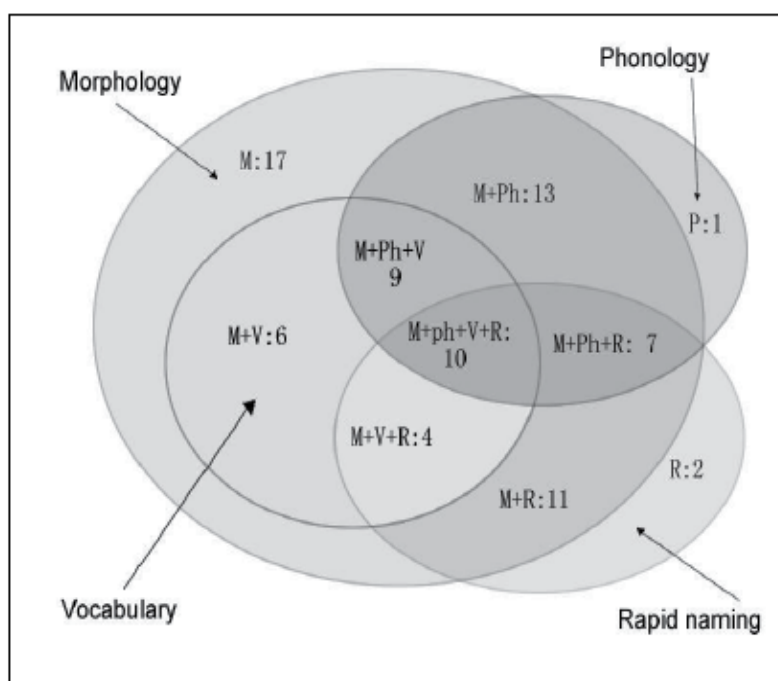 Phonology
Morphology
M:17
M+Ph:13
P:1
M+Ph+V
9
M+V:6
M+ph+V+R:
10
M+Ph+R: 7
M+V+R:4
R:2
M+R:11
Vocabulary
Rapid naming